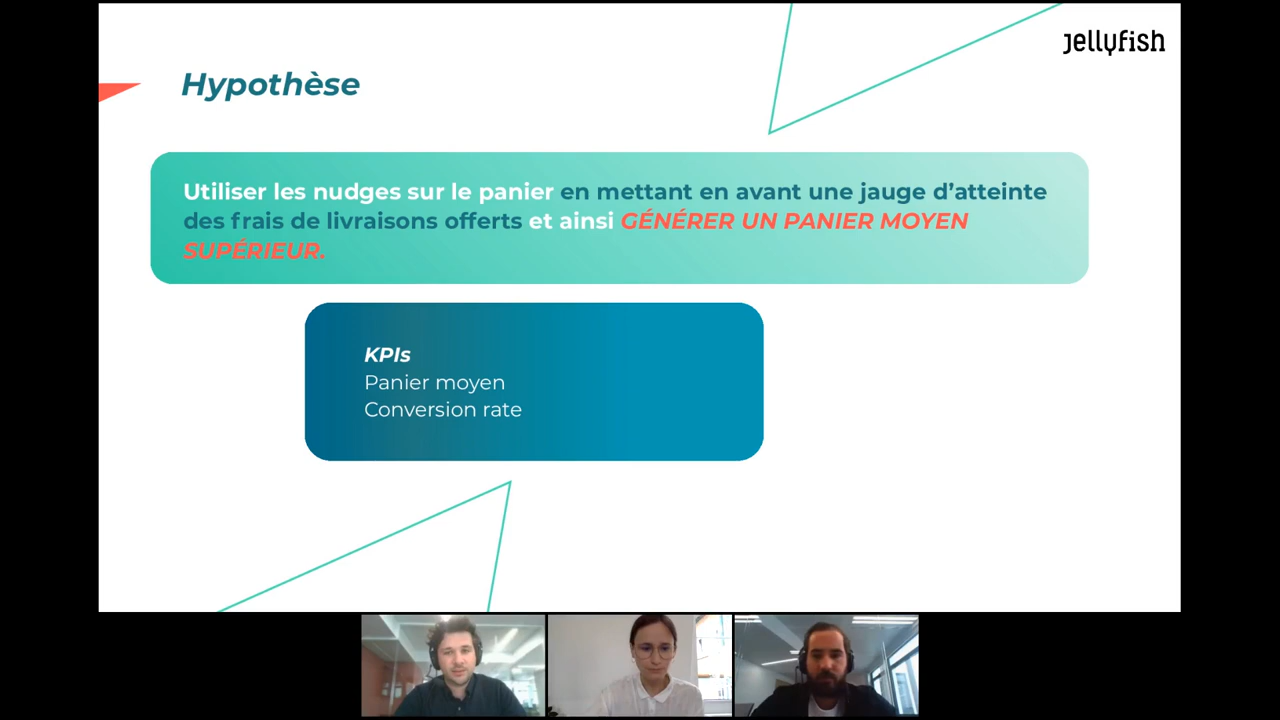 jellyfish
Hypothèse
Utiliser les nudges sur le panier en mettant en avant une jauge d’atteinte
des frais de livraisons offerts et ainsi GÉNÉRER UN PANIER MOYEN
SUPÉRIEUR.
KPIs
Panier moyen
Conversion rate